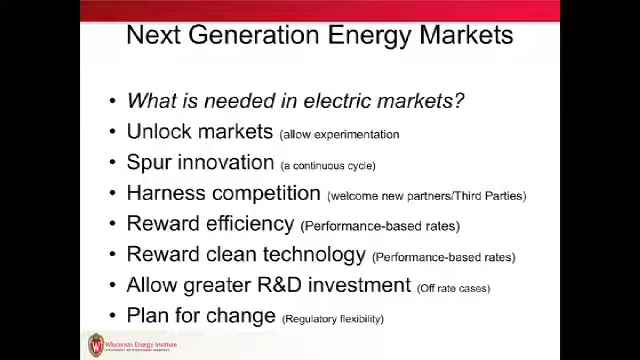 Next Generation Energy Markets
• What is needed in electric markets?
• Unlock markets (allow experimentation
• Spur innovation (a continuous cycle)
• Harness competition (welcome new partners/Third Parties)
• Reward efficiency (Performance-based rates)
• Reward clean technology (Performance-based rates)
• Allow greater R&D investment (Off rate cases)
• Plan for change (Regulatory flexibility)
Wisconsin Energy Institute
UNIVERSITY OF WISCONSIN–MADISON